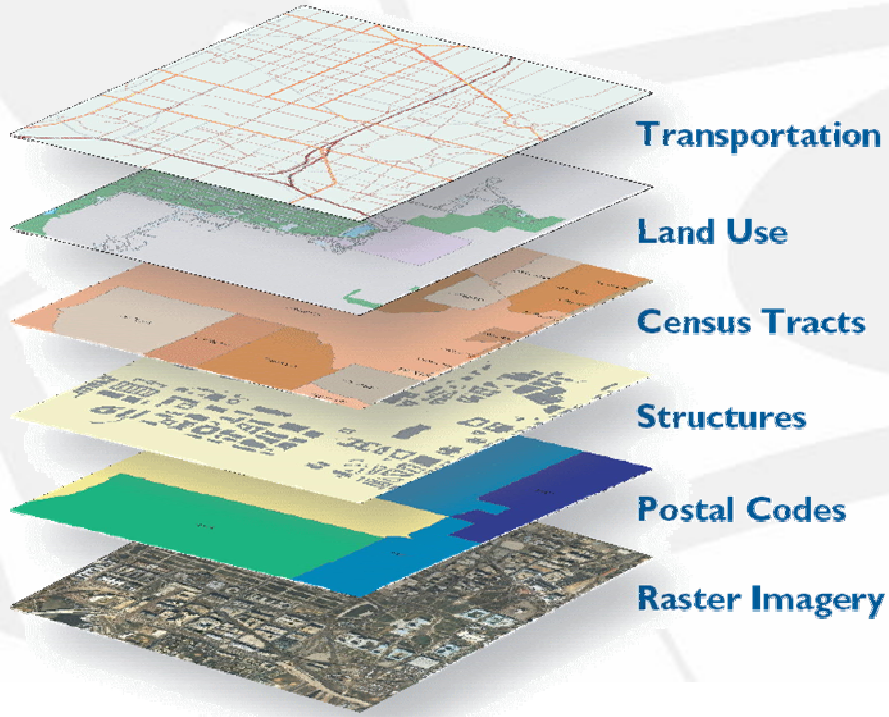 Transportation
Land Use
Census Tracts
Structures
Postal Codes
Raster Imagery